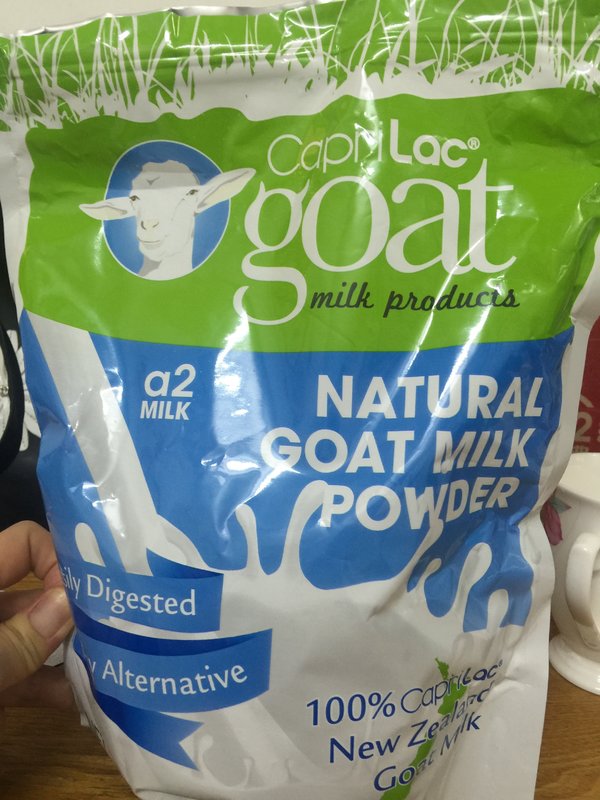 CapriLac®
goat
milk products
a2
MILK
NATURAL
GOAT MILK
POWDER
Digested
Alternative
100% CapriLac®
New Zealand
Goat Milk